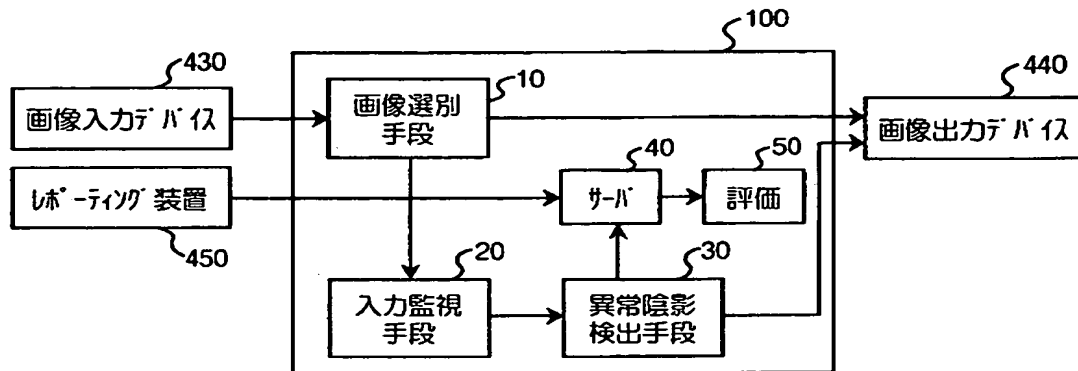 100
430
画像入力デバイス
10
画像選別
手段
440
画像出力デバイス
レポーティング装置
450
40
サーバ
50
評価
20
入力監視
手段
30
異常陰影
検出手段